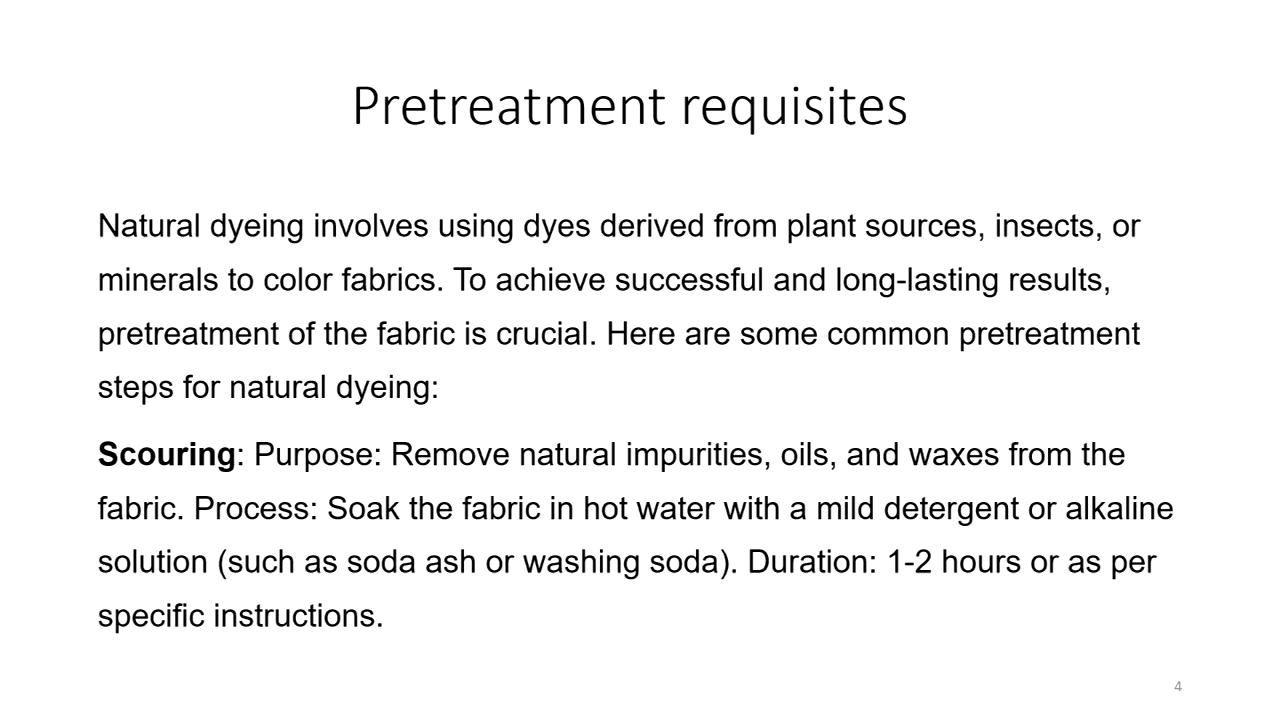 Pretreatment requisites
Natural dyeing involves using dyes derived from plant sources, insects, or
minerals to color fabrics. To achieve successful and long-lasting results,
pretreatment of the fabric is crucial. Here are some common pretreatment
steps for natural dyeing:
Scouring: Purpose: Remove natural impurities, oils, and waxes from the
fabric. Process: Soak the fabric in hot water with a mild detergent or alkaline
solution (such as soda ash or washing soda). Duration: 1-2 hours or as per
specific instructions.
4